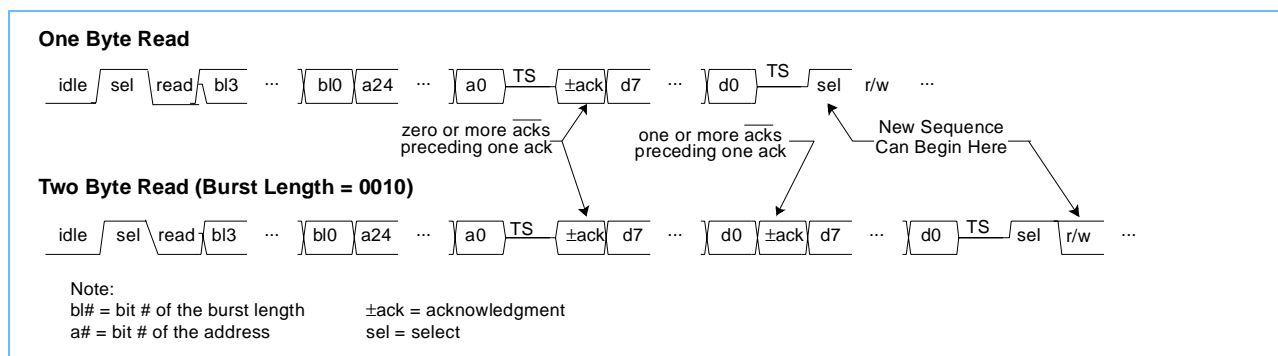 One Byte Read
idle sel read bl3 ... bl0 a24 ... a0 TS ±ack d7 ... d0 TS sel r/w ...
zero or more acks
preceding one ack
one or more acks
preceding one ack
New Sequence
Can Begin Here
Two Byte Read (Burst Length = 0010)
idle sel read bl3 ... bl0 a24 ... a0 TS ±ack d7 ... d0 ±ack d7 ... d0 TS sel r/w ...
Note:
bl# = bit # of the burst length ±ack = acknowledgment
a# = bit # of the address sel = select